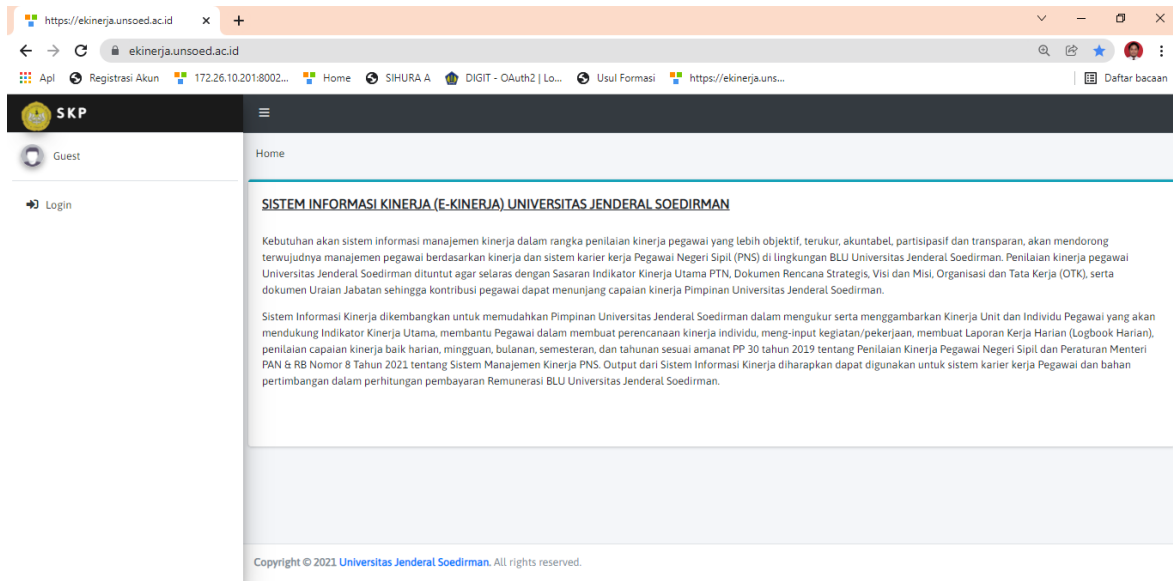 https://ekinerja.unsoed.ac.id
ekinerja.unsoed.ac.id
Apl Registrasi Akun 172.26.10.201:8002... Home SIHURA A DIGIT - OAuth2 | Lo... Usul Formasi https://ekinerja.uns... Daftar bacaan
SKP
Guest
Home
Login
SISTEM INFORMASI KINERJA (E-KINERJA) UNIVERSITAS JENDERAL SOEDIRMAN
Kebutuhan akan sistem informasi manajemen kinerja dalam rangka penilaian kinerja pegawai yang lebih objektif, terukur, akuntabel, partisipasif dan transparan, akan mendorong
terwujudnya manajemen pegawai berdasarkan kinerja dan sistem karier kerja Pegawai Negeri Sipil (PNS) di lingkungan BLU Universitas Jenderal Soedirman. Penilaian kinerja pegawai
Universitas Jenderal Soedirman dituntut agar selaras dengan Sasaran Indikator Kinerja Utama PTN, Dokumen Rencana Strategis, Visi dan Misi, Organisasi dan Tata Kerja (OTK), serta
dokumen Uraian Jabatan sehingga kontribusi pegawai dapat menunjang capaian kinerja Pimpinan Universitas Jenderal Soedirman.
Sistem Informasi Kinerja dikembangkan untuk memudahkan Pimpinan Universitas Jenderal Soedirman dalam mengukur serta menggambarkan Kinerja Unit dan Individu Pegawai yang akan
mendukung Indikator Kinerja Utama, membantu Pegawai dalam membuat perencanaan kinerja individu, meng-input kegiatan/pekerjaan, membuat Laporan Kerja Harian (Logbook Harian),
penilaian capaian kinerja baik harian, mingguan, bulanan, semesteran, dan tahunan sesuai amanat PP 30 tahun 2019 tentang Penilaian Kinerja Pegawai Negeri Sipil dan Peraturan Menteri
PAN & RB Nomor 8 Tahun 2021 tentang Sistem Manajemen Kinerja PNS. Output dari Sistem Informasi Kinerja diharapkan dapat digunakan untuk sistem karier kerja Pegawai dan bahan
pertimbangan dalam perhitungan pembayaran Remunerasi BLU Universitas Jenderal Soedirman.
Copyright © 2021 Universitas Jenderal Soedirman. All rights reserved.